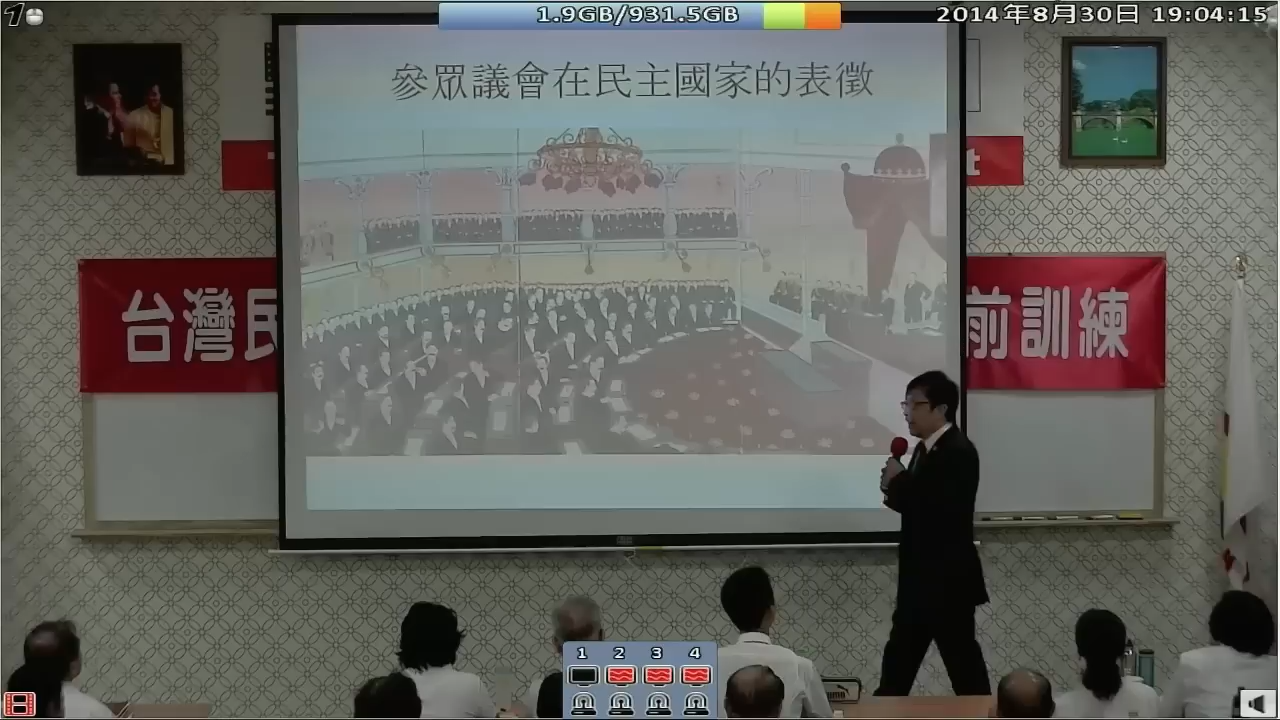 1
1.9GB/931.5GB
2014年8月30日 19:04:15
參眾議會在民主國家的表徵
t
台灣民
前訓練
1 2 3 4